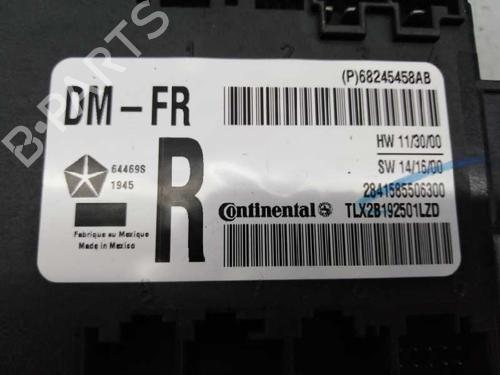 (P)68245458AB
DM-FR
HW 11/30/00
SW 14/16/00
2841585506300
64469S
1945
R
Continental
TLX2B192501LZD
Fabrique au Mexique
Made in Mexico
B-PARTS